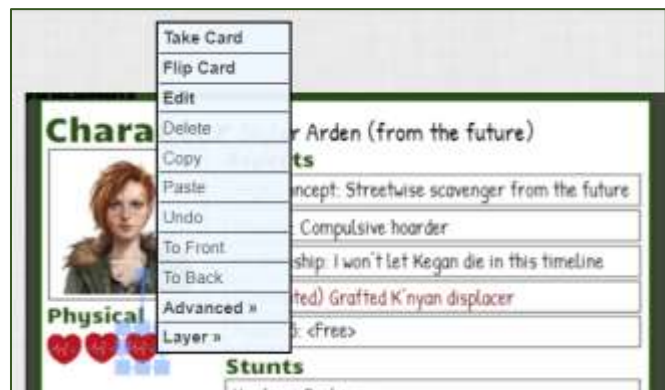 Take Card
Flip Card
Edit
Delete
Copy
Paste
Undo
To Front
To Back
Advanced »
Layer »
Chara r Arden (from the future)
ts
ncept: Streetwise scavenger from the future
: Compulsive hoarder
ship: I won't let Kegan die in this timeline
ted) Grafted K'nyan displacer
: <Free>
Physical
Stunts